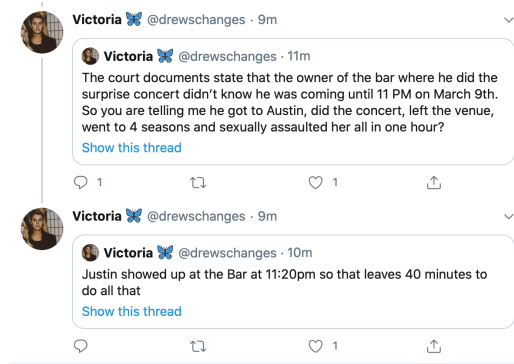 Victoria 🦋 @drewschanges · 9m
Victoria 🦋 @drewschanges · 11m
The court documents state that the owner of the bar where he did the
surprise concert didn't know he was coming until 11 PM on March 9th.
So you are telling me he got to Austin, did the concert, left the venue,
went to 4 seasons and sexually assaulted her all in one hour?
Show this thread
1 1
Victoria 🦋 @drewschanges · 9m
Victoria 🦋 @drewschanges · 10m
Justin showed up at the Bar at 11:20pm so that leaves 40 minutes to
do all that
Show this thread
1